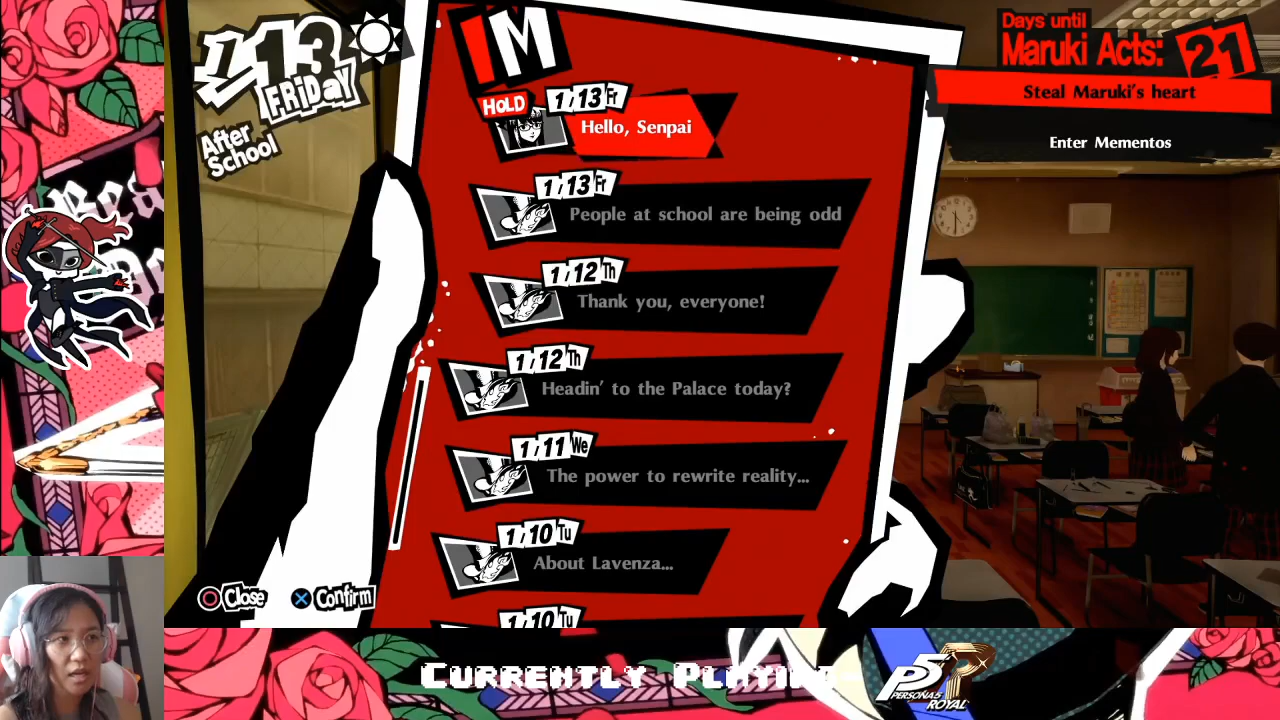 1/13
FRiDaY
After
School
IM
HOLD
1/13 Fr
Hello, Senpai
1/13 Fr
People at school are being odd
1/12 Th
Thank you, everyone!
1/12 Th
Headin' to the Palace today?
1/11 We
The power to rewrite reality...
1/10 Tu
About Lavenza...
1/10 Tu
Close
Confirm
Days until
Maruki Acts: 21
Steal Maruki's heart
Enter Mementos
P5R
PERSONA5
ROYAL